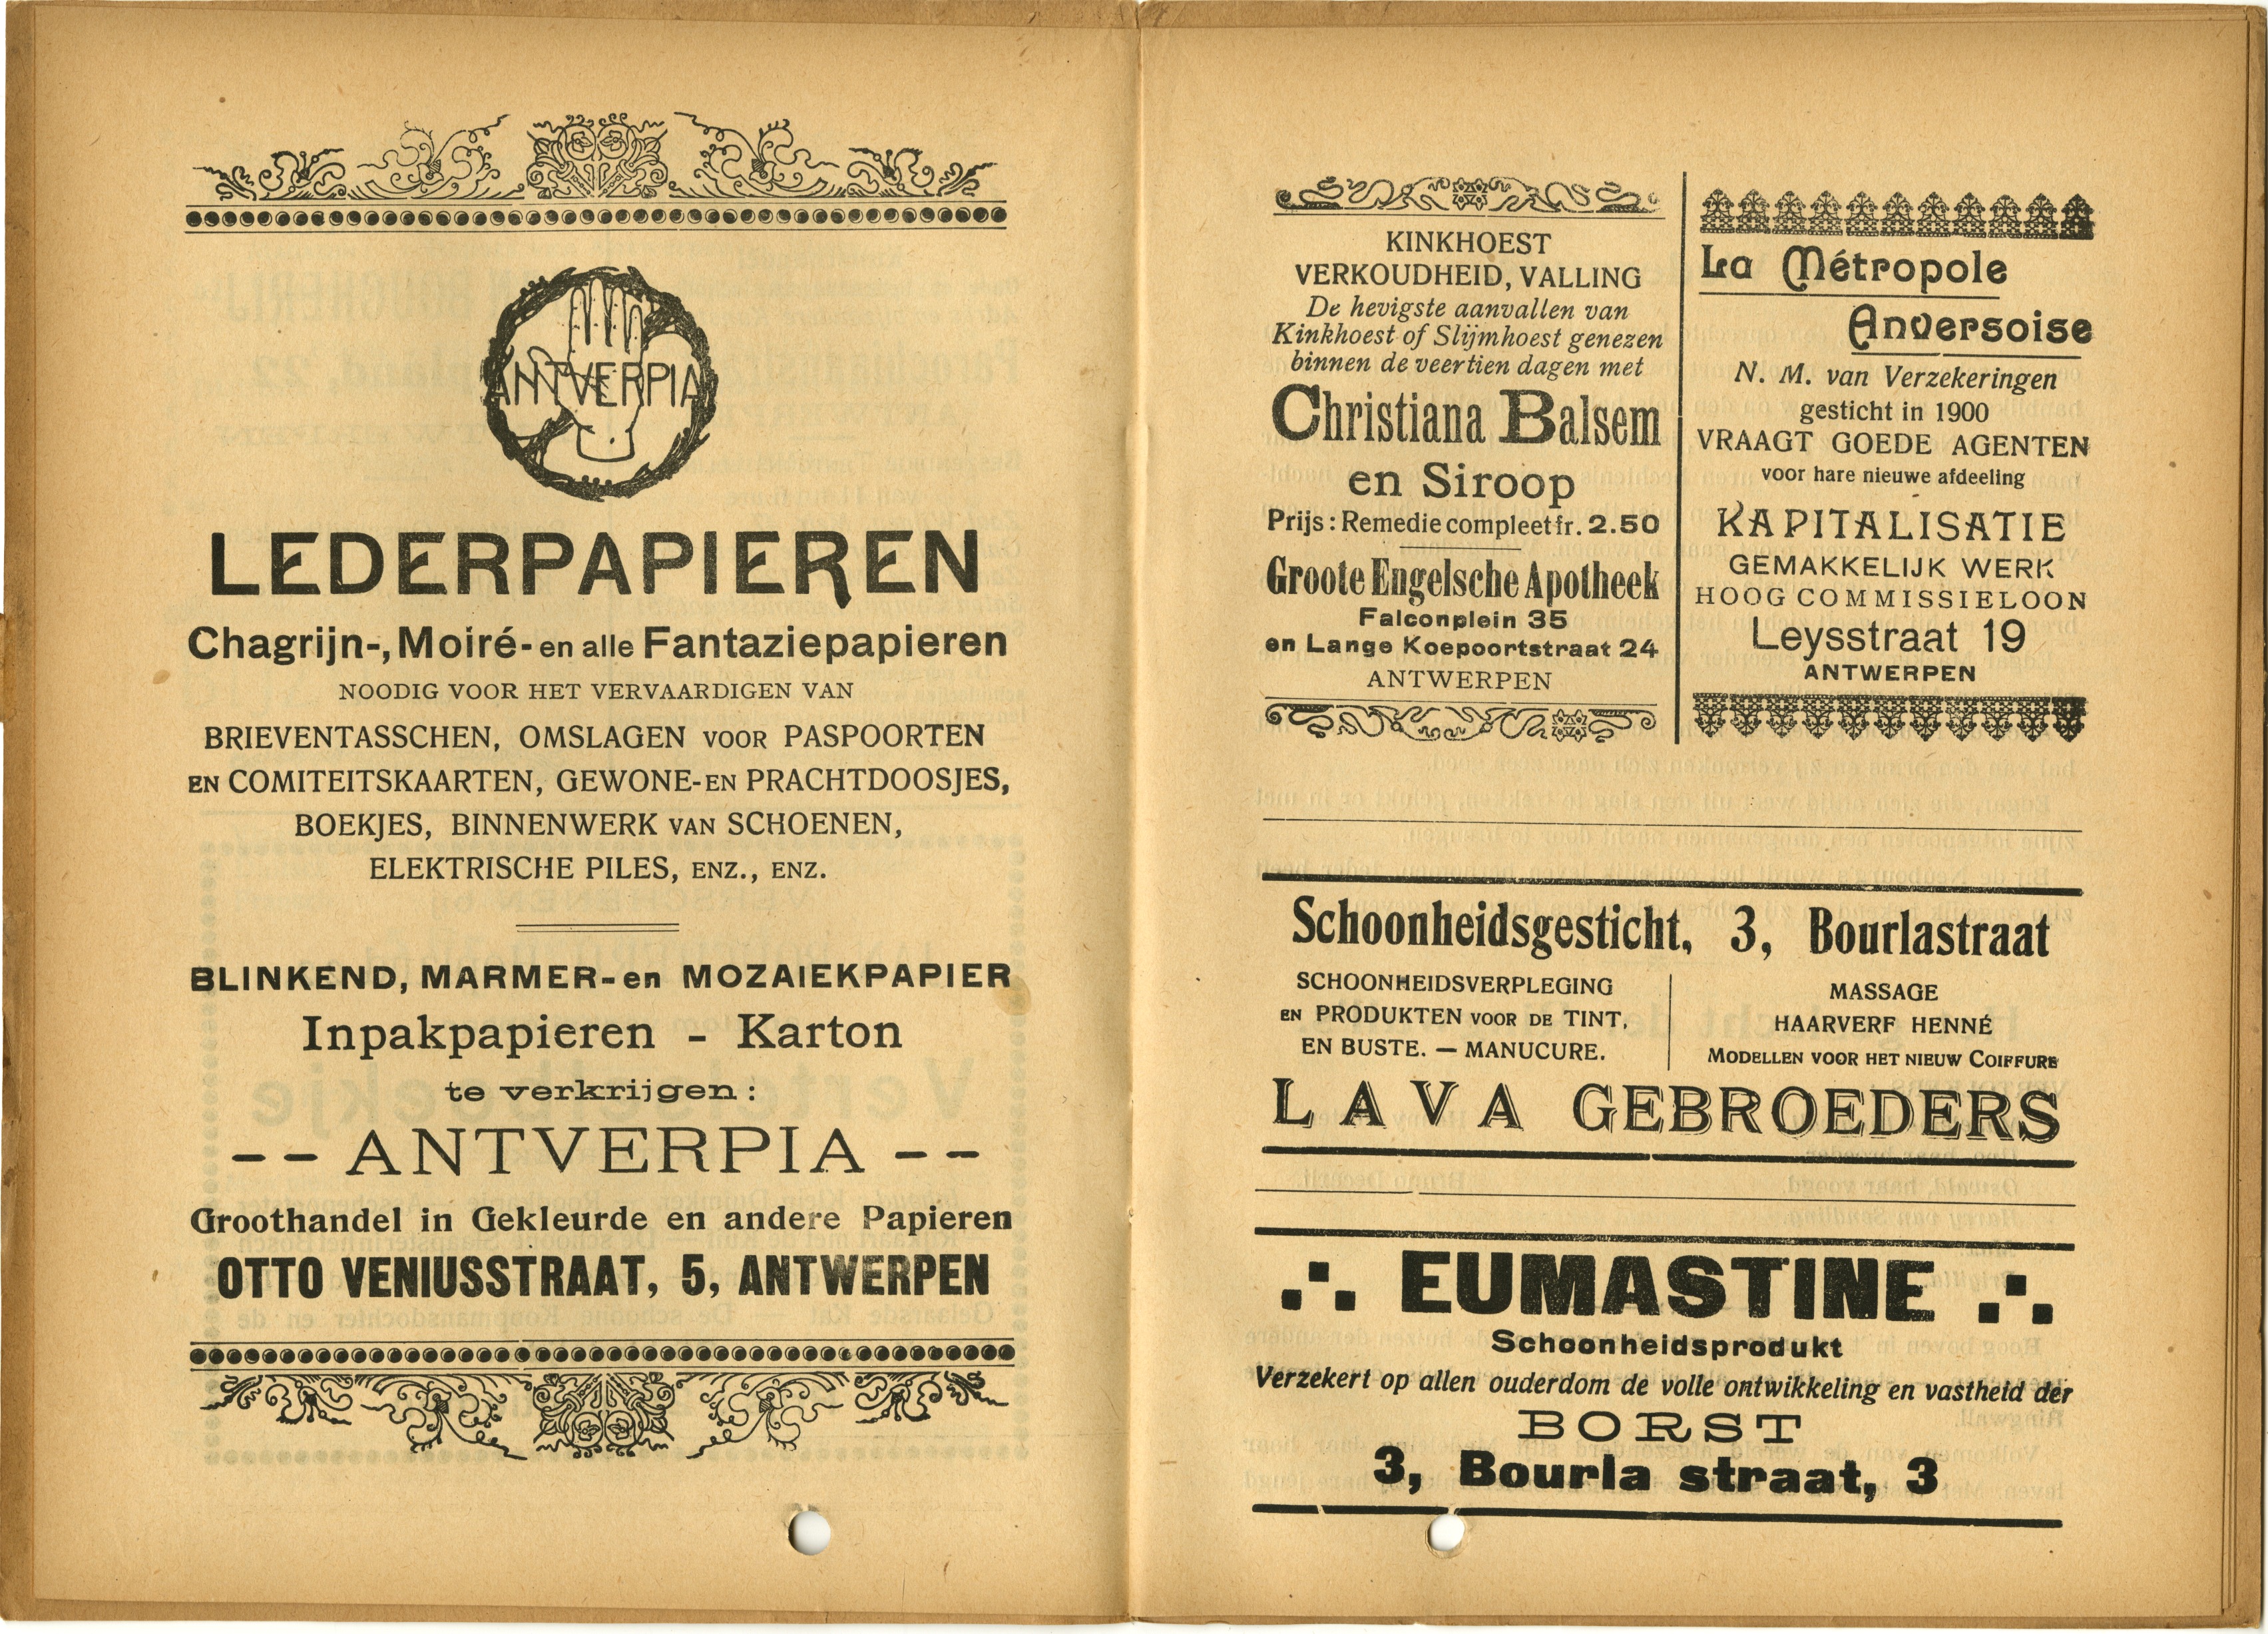 ANTVERPIA
LEDERPAPIEREN
Chagrijn-, Moiré- en alle Fantaziepapieren
NOODIG VOOR HET VERVAARDIGEN VAN
BRIEVENTASSCHEN, OMSLAGEN VOOR PASPOORTEN
EN COMITEITSKAARTEN, GEWONE- EN PRACHTDOOSJES,
BOEKJES, BINNENWERK VAN SCHOENEN,
ELEKTRISCHE PILES, ENZ., ENZ.
BLINKEND, MARMER- en MOZAIEKPAPIER
Inpakpapieren - Karton
te verkrijgen:
-- ANTVERPIA --
Groothandel in Gekleurde en andere Papieren
OTTO VENIUSSTRAAT, 5, ANTWERPEN
KINKHOEST
VERKOUDHEID, VALLING
De hevigste aanvallen van
Kinkhoest of Slijmhoest genezen
binnen de veertien dagen met
Christiana Balsem
en Siroop
Prijs: Remedie compleet fr. 2.50
Groote Engelsche Apotheek
Falconplein 35
en Lange Koepoortstraat 24
ANTWERPEN
La Métropole
Anversoise
N. M. van Verzekeringen
gesticht in 1900
VRAAGT GOEDE AGENTEN
voor hare nieuwe afdeeling
KAPITALISATIE
GEMAKKELIJK WERK
HOOG COMMISSIELOON
Leysstraat 19
ANTWERPEN
Schoonheidsgesticht, 3, Bourlastraat
SCHOONHEIDSVERPLEGING
EN PRODUKTEN VOOR DE TINT,
EN BUSTE. — MANUCURE.
MASSAGE
HAARVERF HENNÉ
MODELLEN VOOR HET NIEUW COIFFURE
LAVA GEBROEDERS
∴ EUMASTINE ∴
Schoonheidsprodukt
Verzekert op allen ouderdom de volle ontwikkeling en vastheid der
BORST
3, Bourla straat, 3